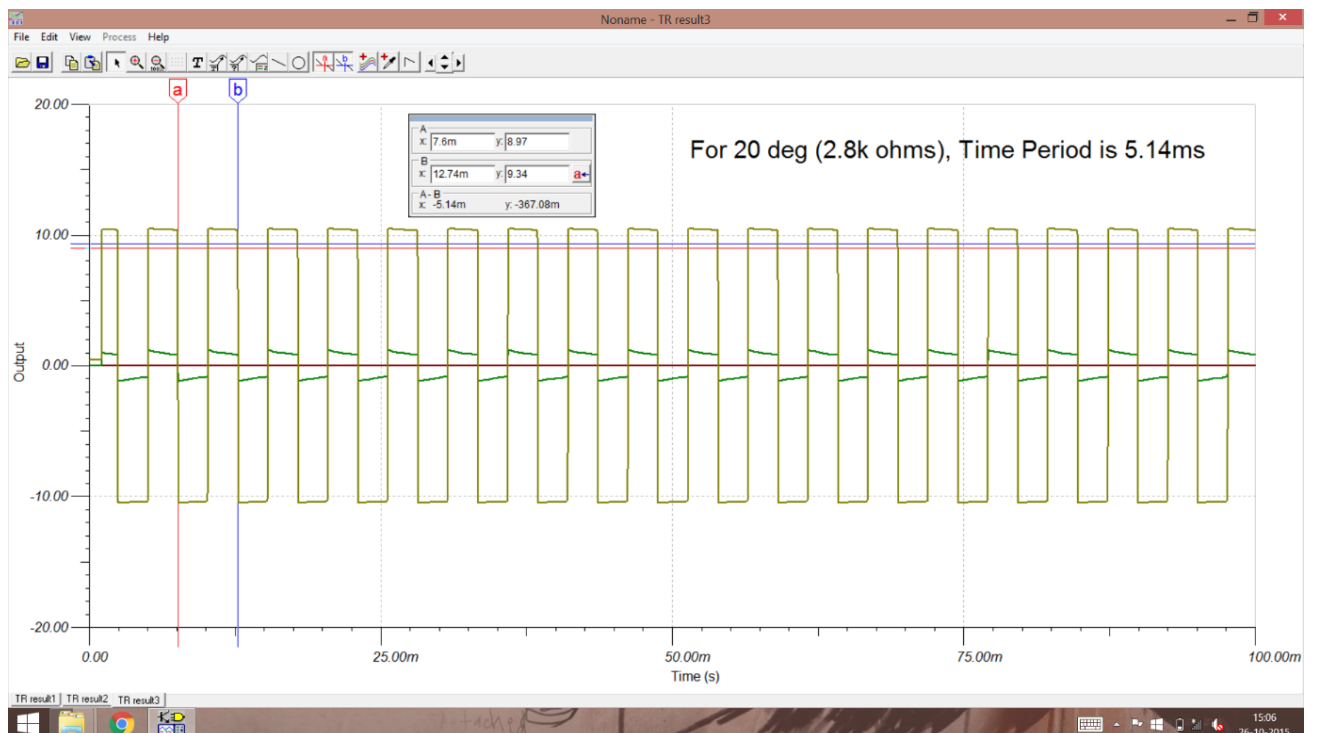 Noname - TR result3
File Edit View Process Help
a b
20.00
A
x: 7.6m y: 8.97
B
x: 12.74m y: 9.34 a
A - B
x: -5.14m y: -367.08m
For 20 deg (2.8k ohms), Time Period is 5.14ms
10.00
Output
0.00
-10.00
-20.00
0.00 25.00m 50.00m 75.00m 100.00m
Time (s)
TR result1 TR result2 TR result3
15:06
26-10-2015